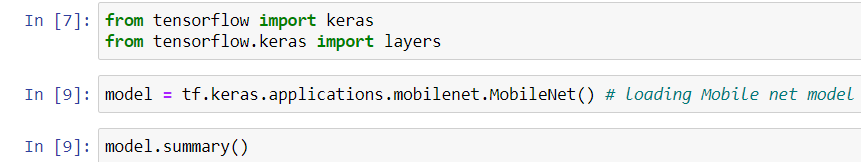 In [7]: from tensorflow import keras
from tensorflow.keras import layers
In [9]: model = tf.keras.applications.mobilenet.MobileNet() # loading Mobile net model
In [9]: model.summary()